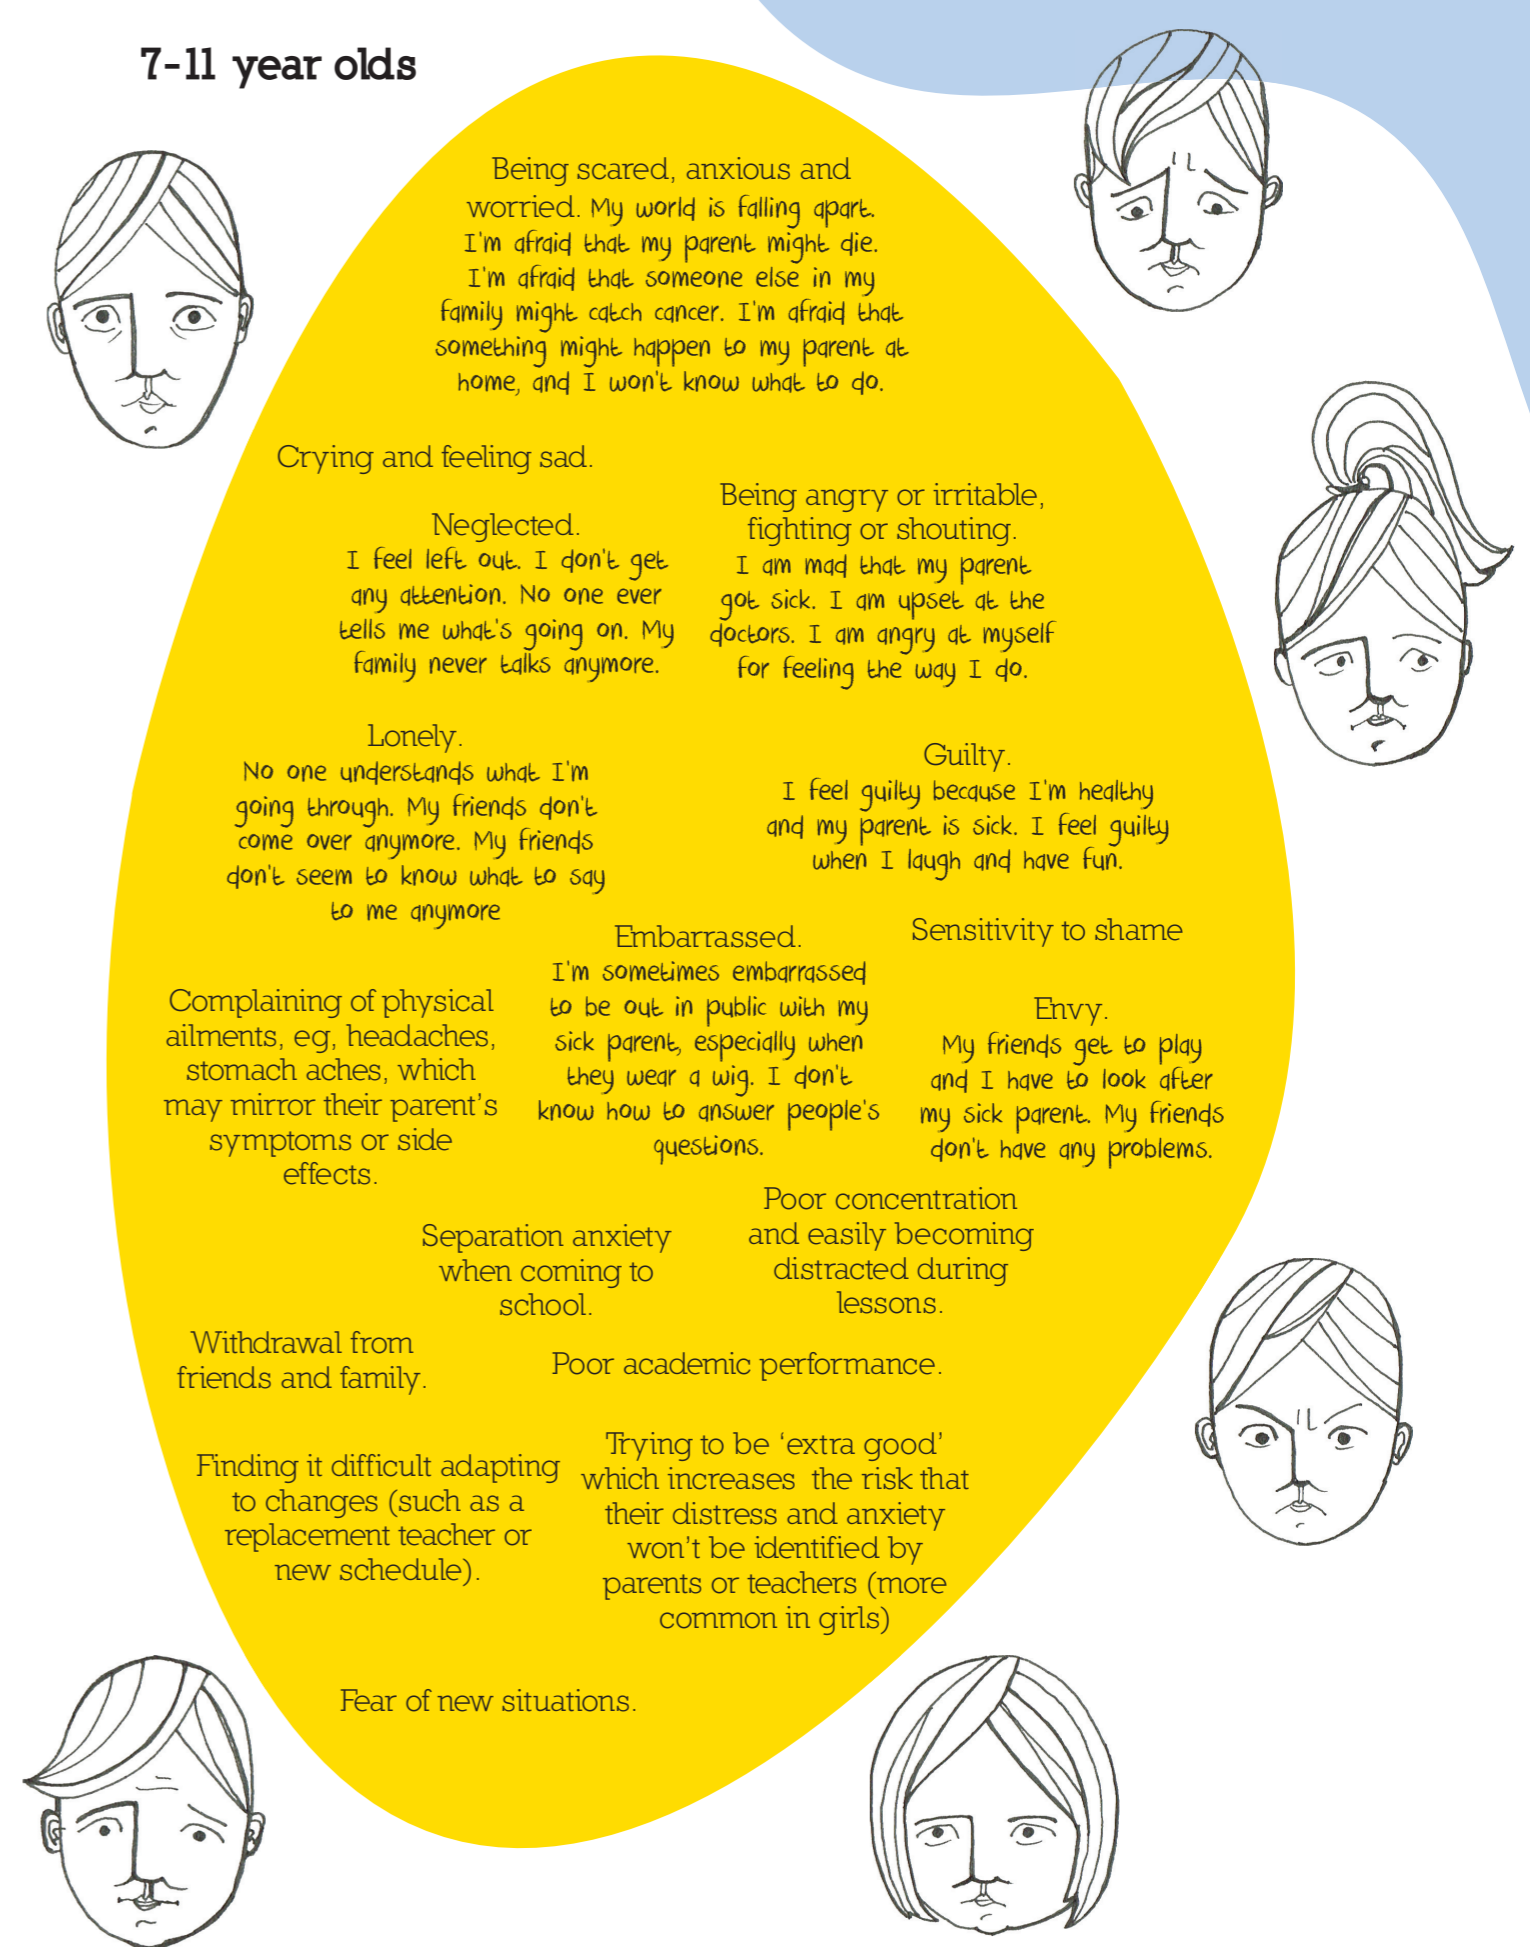 7-11 year olds
Being scared, anxious and
worried. My world is falling apart.
I'm afraid that my parent might die.
I'm afraid that someone else in my
family might catch cancer. I'm afraid that
something might happen to my parent at
home, and I won't know what to do.
Crying and feeling sad.
Neglected.
I feel left out. I don't get
any attention. No one ever
tells me what's going on. My
family never talks anymore.
Being angry or irritable,
fighting or shouting.
I am mad that my parent
got sick. I am upset at the
doctors. I am angry at myself
for feeling the way I do.
Lonely.
No one understands what I'm
going through. My friends don't
come over anymore. My friends
don't seem to know what to say
to me anymore
Guilty.
I feel guilty because I'm healthy
and my parent is sick. I feel guilty
when I laugh and have fun.
Embarrassed.
I'm sometimes embarrassed
to be out in public with my
sick parent, especially when
they wear a wig. I don't
know how to answer people's
questions.
Sensitivity to shame
Complaining of physical
ailments, eg, headaches,
stomach aches, which
may mirror their parent's
symptoms or side
effects.
Envy.
My friends get to play
and I have to look after
my sick parent. My friends
don't have any problems.
Separation anxiety
when coming to
school.
Poor concentration
and easily becoming
distracted during
lessons.
Withdrawal from
friends and family.
Poor academic performance.
Finding it difficult adapting
to changes (such as a
replacement teacher or
new schedule).
Trying to be ‘extra good’
which increases the risk that
their distress and anxiety
won't be identified by
parents or teachers (more
common in girls)
Fear of new situations.